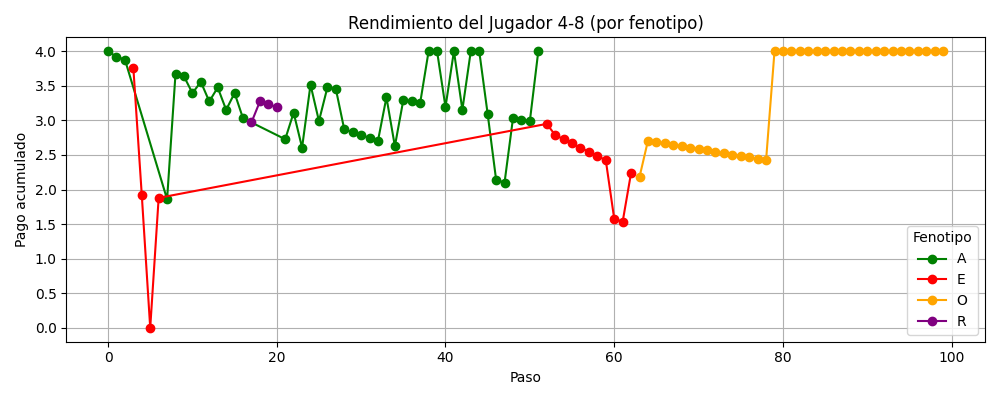 Rendimiento del Jugador 4-8 (por fenotipo)
Pago acumulado
4.0
3.5
3.0
2.5
2.0
1.5
1.0
0.5
0.0
Fenotipo
A
E
O
R
0 20 40 60 80 100
Paso